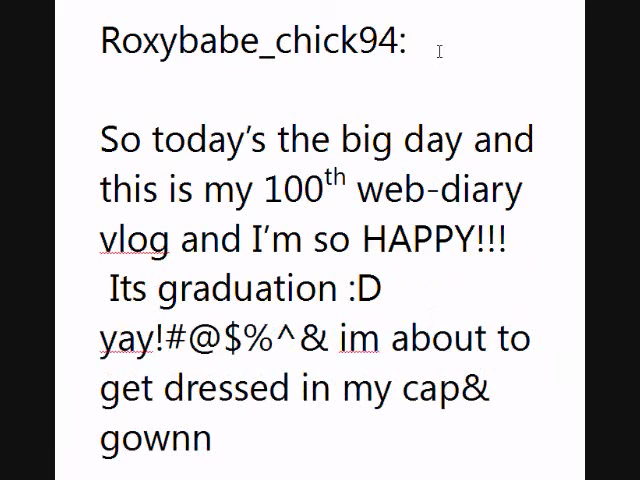 Roxybabe_chick94:
So today’s the big day and
this is my 100th web-diary
vlog and I’m so HAPPY!!!
Its graduation :D
yay!#@$%^& im about to
get dressed in my cap&
gownn